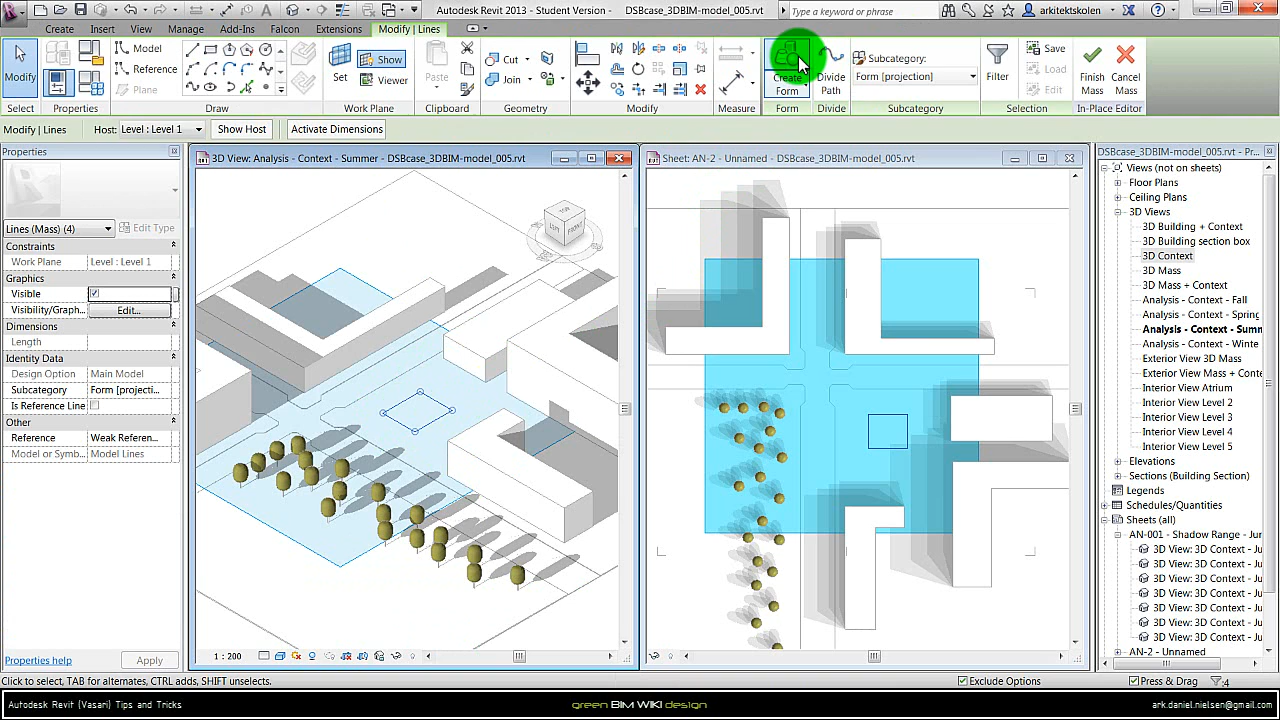 Autodesk Revit 2013 - Student Version - DSBcase_3DBIM-model_005.rvt
Type a keyword or phrase
arkitektskolen
Create Insert View Manage Add-Ins Falcon Extensions Modify | Lines
Modify
Model
Reference
Plane
Set
Show
Viewer
Paste
Cut
Join
Create Form
Divide Path
Subcategory:
Form [projection]
Filter
Save
Load
Edit
Finish Mass
Cancel Mass
Select Properties Draw Work Plane Clipboard Geometry Modify Measure Form Divide Subcategory Selection In-Place Editor
Modify | Lines Host: Level : Level 1 Show Host Activate Dimensions
Properties
Lines (Mass) (4) Edit Type
Constraints
Work Plane Level : Level 1
Graphics
Visible
Visibility/Graph... Edit...
Dimensions
Length
Identity Data
Design Option Main Model
Subcategory Form [projecti...
Is Reference Line
Other
Reference Weak Referen...
Model or Symb... Model Lines
Properties help Apply
3D View: Analysis - Context - Summer - DSBcase_3DBIM-model_005.rvt
TOP
LEFT FRONT
1 : 200
Sheet: AN-2 - Unnamed - DSBcase_3DBIM-model_005.rvt
DSBcase_3DBIM-model_005.rvt - Pr...
Views (not on sheets)
Floor Plans
Ceiling Plans
3D Views
3D Building + Context
3D Building section box
3D Context
3D Mass
3D Mass + Context
Analysis - Context - Fall
Analysis - Context - Spring
Analysis - Context - Summ
Analysis - Context - Winte
Exterior View 3D Mass
Exterior View Mass + Conte
Interior View Atrium
Interior View Level 2
Interior View Level 3
Interior View Level 4
Interior View Level 5
Elevations
Sections (Building Section)
Legends
Schedules/Quantities
Sheets (all)
AN-001 - Shadow Range - Jun
3D View: 3D Context - Ju
3D View: 3D Context - Ju
3D View: 3D Context - Ju
3D View: 3D Context - Ju
3D View: 3D Context - Ju
3D View: 3D Context - Ju
3D View: 3D Context - Ju
AN-2 - Unnamed
Click to select, TAB for alternates, CTRL adds, SHIFT unselects.
Exclude Options
Press & Drag
:4
Autodesk Revit (Vasari) Tips and Tricks
green BIM WIKI design
ark.daniel.nielsen@gmail.com